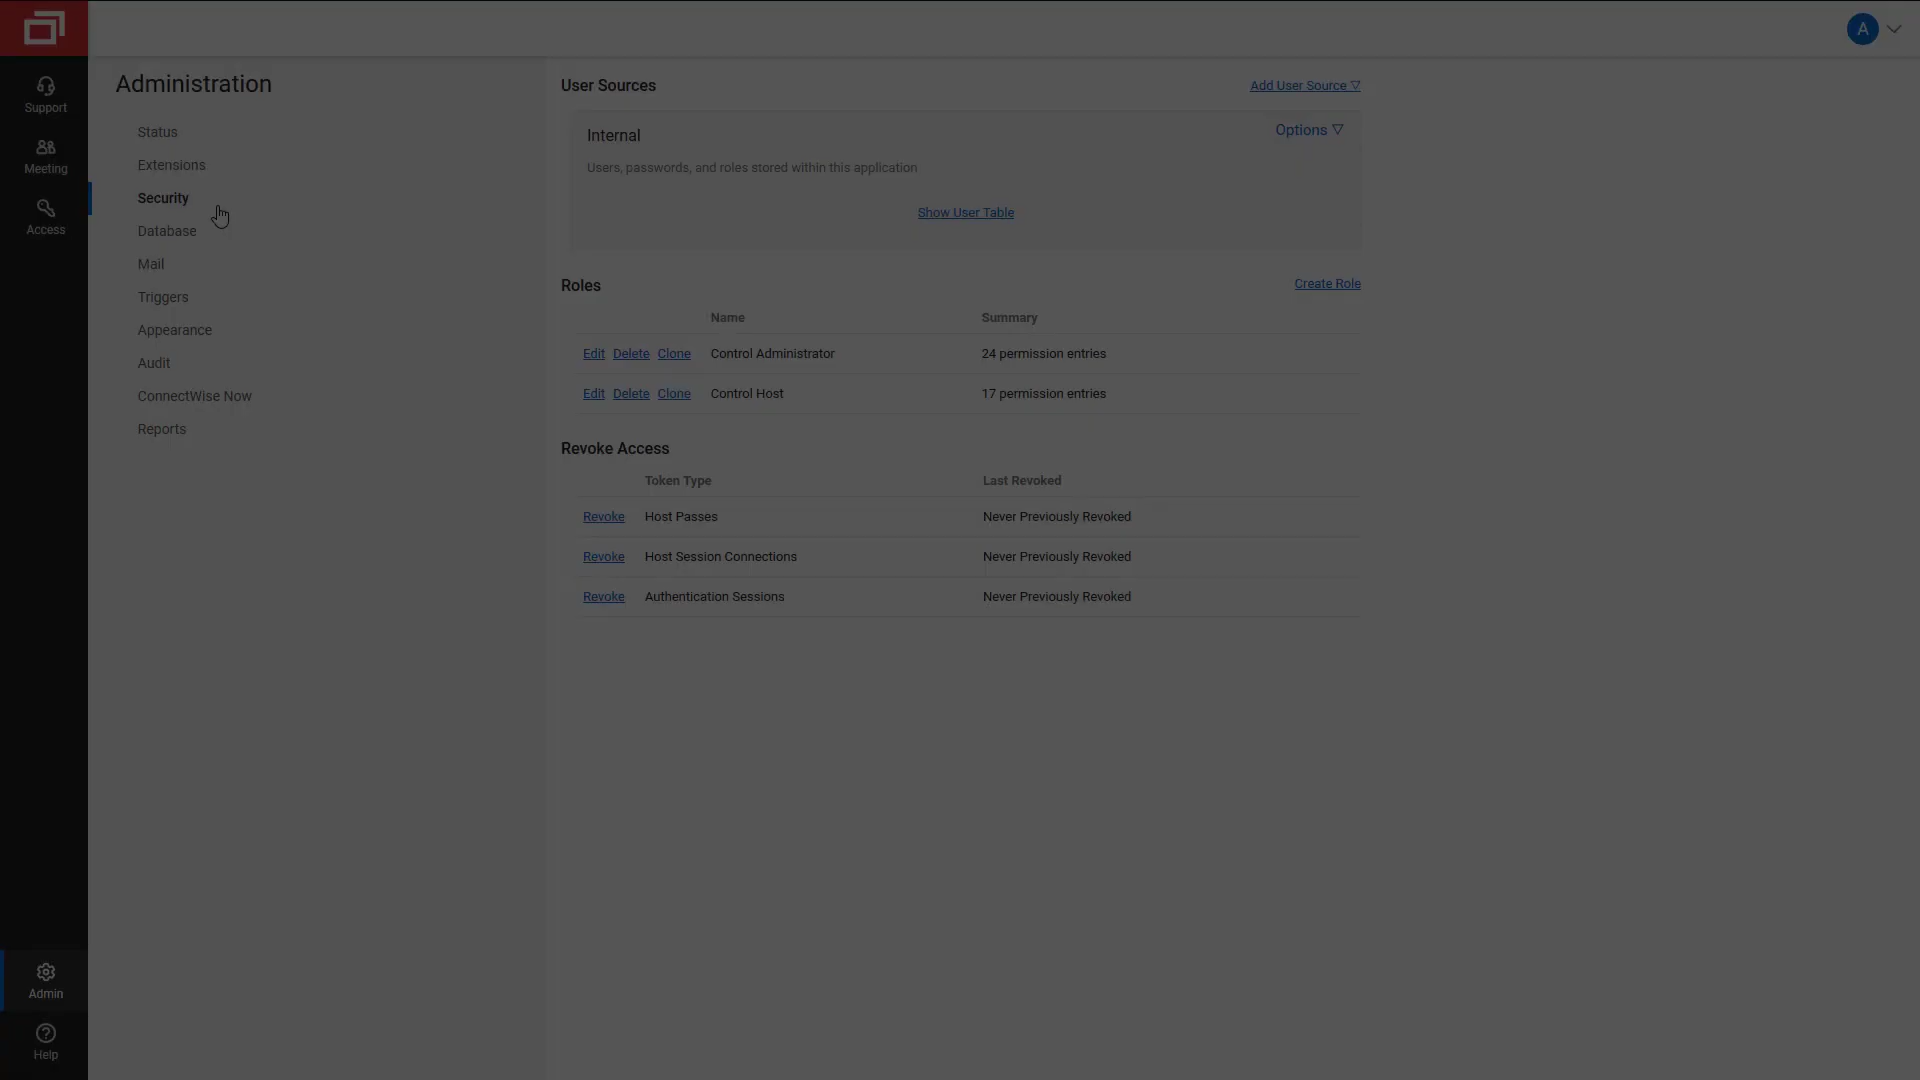 A
Support
Meeting
Access
Admin
Help
Administration
Status
Extensions
Security
Database
Mail
Triggers
Appearance
Audit
ConnectWise Now
Reports
User Sources
Add User Source ▽
Internal
Options ▽
Users, passwords, and roles stored within this application
Show User Table
Roles
Create Role
Name Summary
Edit Delete Clone Control Administrator 24 permission entries
Edit Delete Clone Control Host 17 permission entries
Revoke Access
Token Type Last Revoked
Revoke Host Passes Never Previously Revoked
Revoke Host Session Connections Never Previously Revoked
Revoke Authentication Sessions Never Previously Revoked